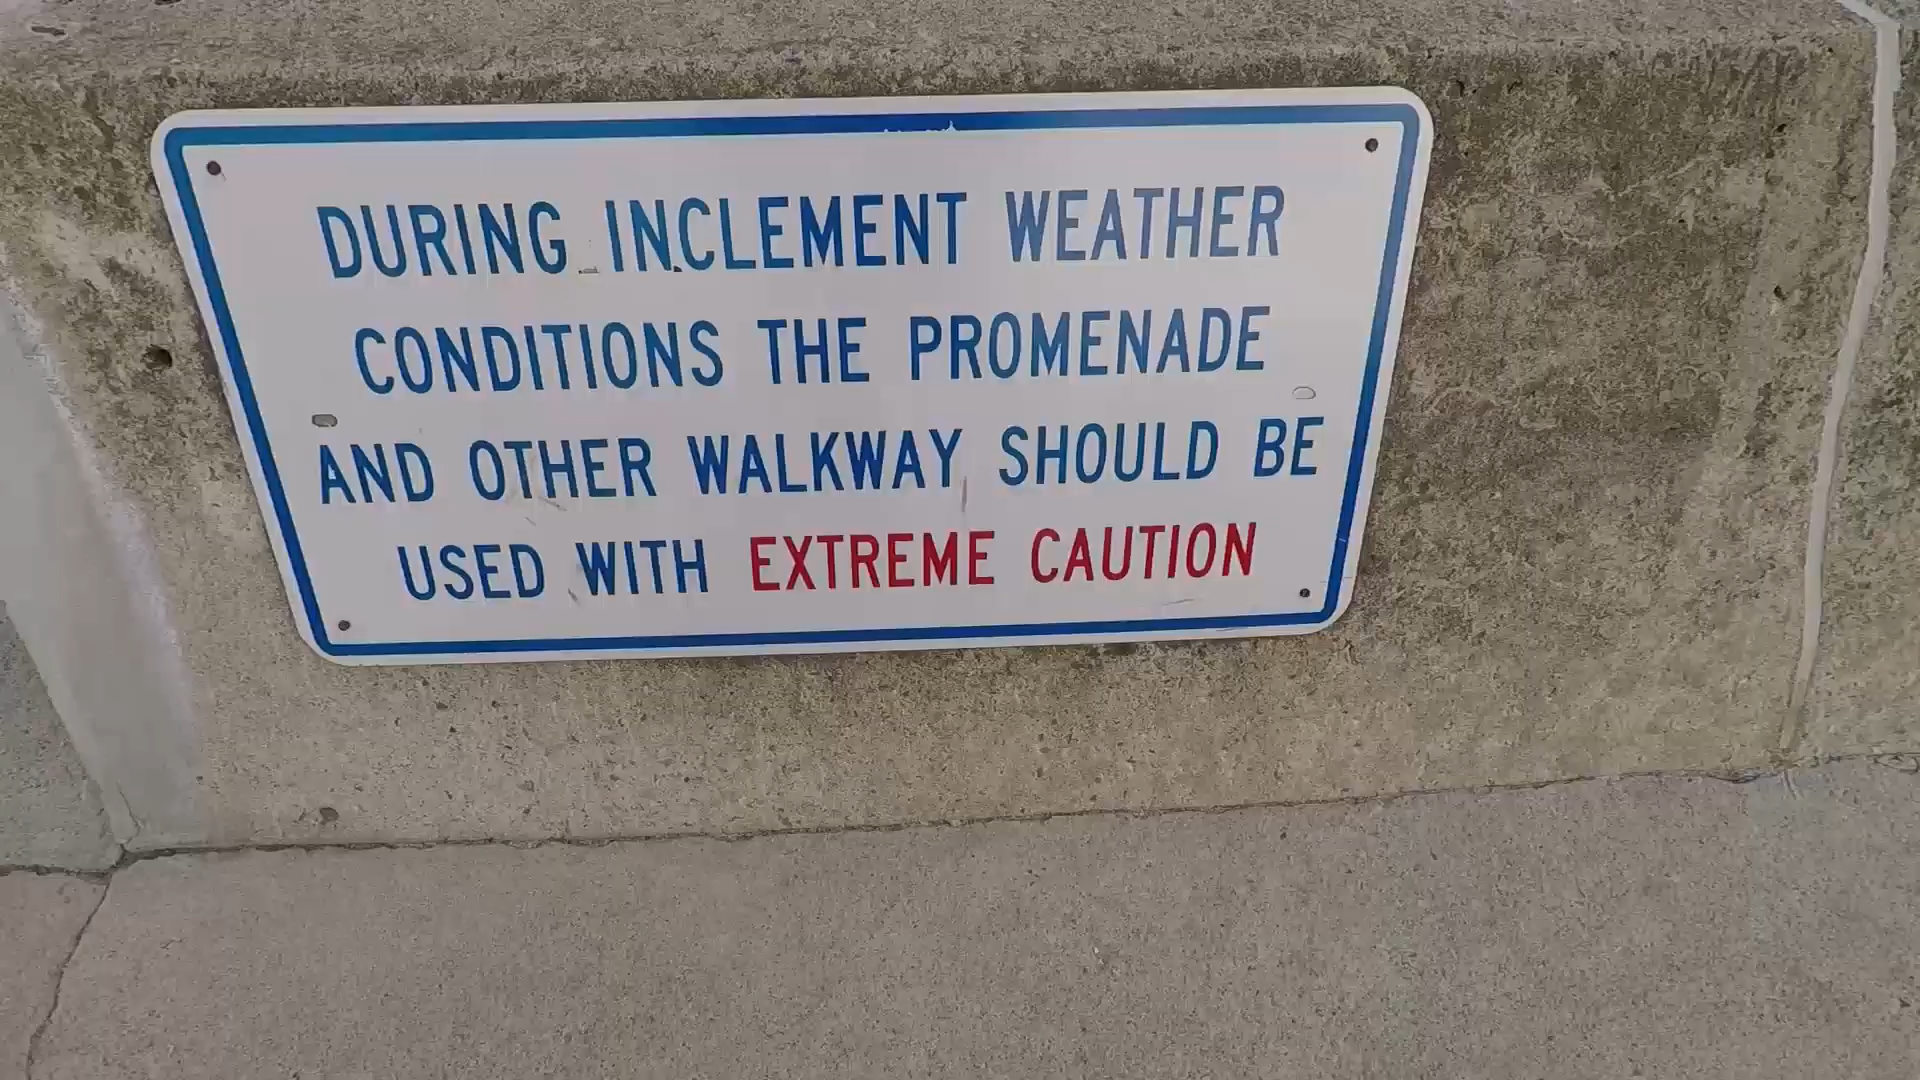 DURING INCLEMENT WEATHER
CONDITIONS THE PROMENADE
AND OTHER WALKWAY SHOULD BE
USED WITH EXTREME CAUTION